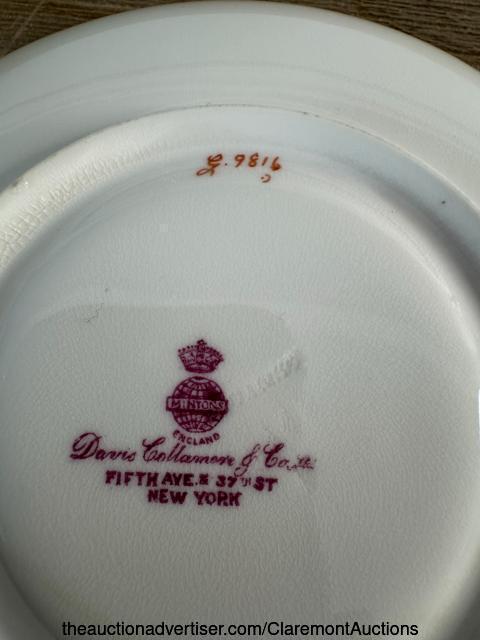 G.9816
MINTONS
ENGLAND
Davis Collamore & Co. Ltd.
FIFTH AVE. & 37TH ST
NEW YORK
theauctionadvertiser.com/ClaremontAuctions